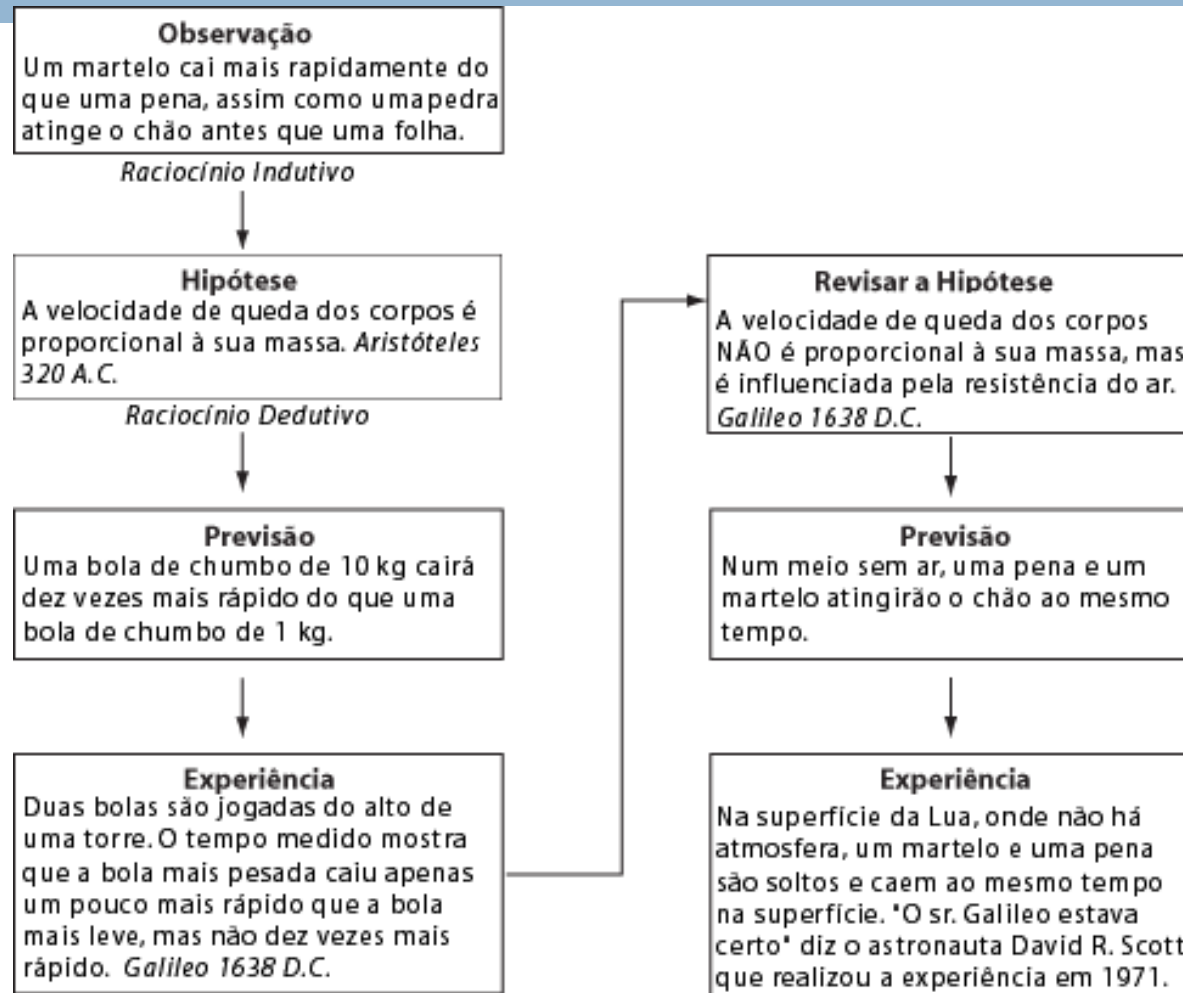 Observação
Um martelo cai mais rapidamente do
que uma pena, assim como umapedra
atinge o chão antes que uma folha.
Raciocínio Indutivo
Hipótese
A velocidade de queda dos corpos é
proporcional à sua massa. Aristóteles
320 A.C.
Raciocínio Dedutivo
Previsão
Uma bola de chumbo de 10 kg cairá
dez vezes mais rápido do que uma
bola de chumbo de 1 kg.
Experiência
Duas bolas são jogadas do alto de
uma torre. O tempo medido mostra
que a bola mais pesada caiu apenas
um pouco mais rápido que a bola
mais leve, mas não dez vezes mais
rápido. Galileo 1638 D.C.
Revisar a Hipótese
A velocidade de queda dos corpos
NÃO é proporcional à sua massa, mas
é influenciada pela resistência do ar.
Galileo 1638 D.C.
Previsão
Num meio sem ar, uma pena e um
martelo atingirão o chão ao mesmo
tempo.
Experiência
Na superfície da Lua, onde não há
atmosfera, um martelo e uma pena
são soltos e caem ao mesmo tempo
na superfície. "O sr. Galileo estava
certo" diz o astronauta David R. Scott
que realizou a experiência em 1971.